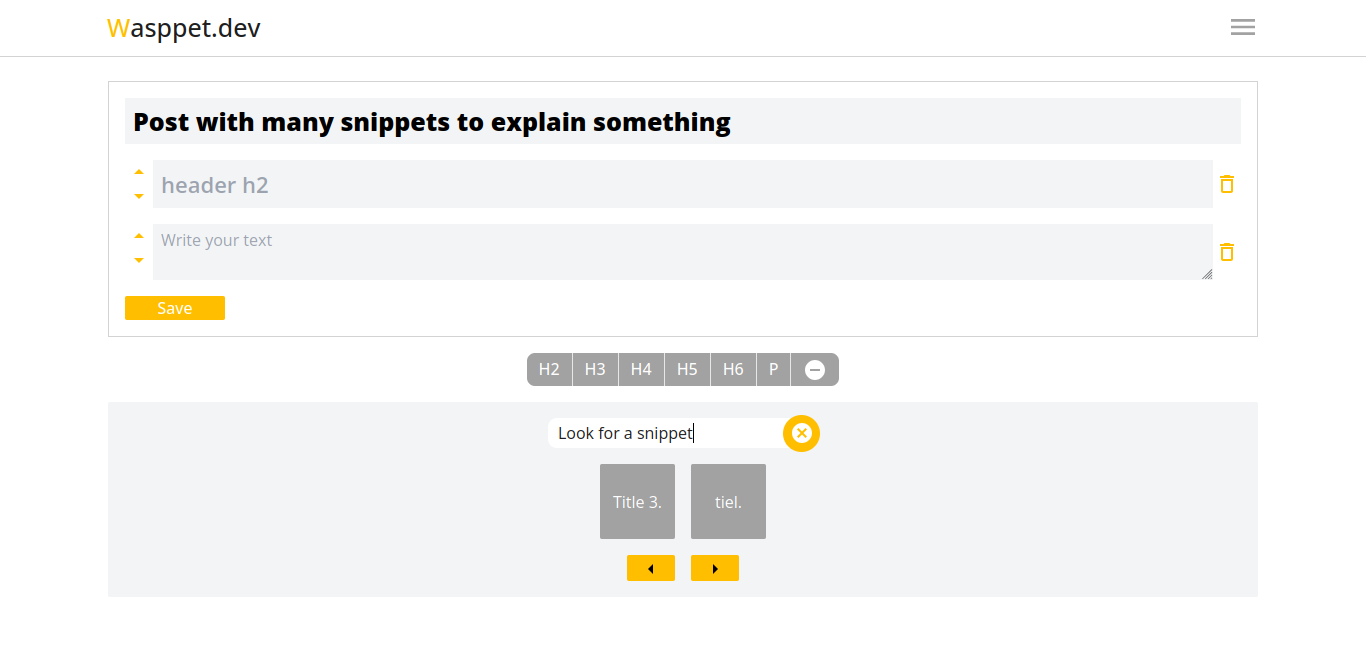 Wasppet.dev
Post with many snippets to explain something
header h2
Write your text
Save
H2 H3 H4 H5 H6 P
Look for a snippet
Title 3. tiel.